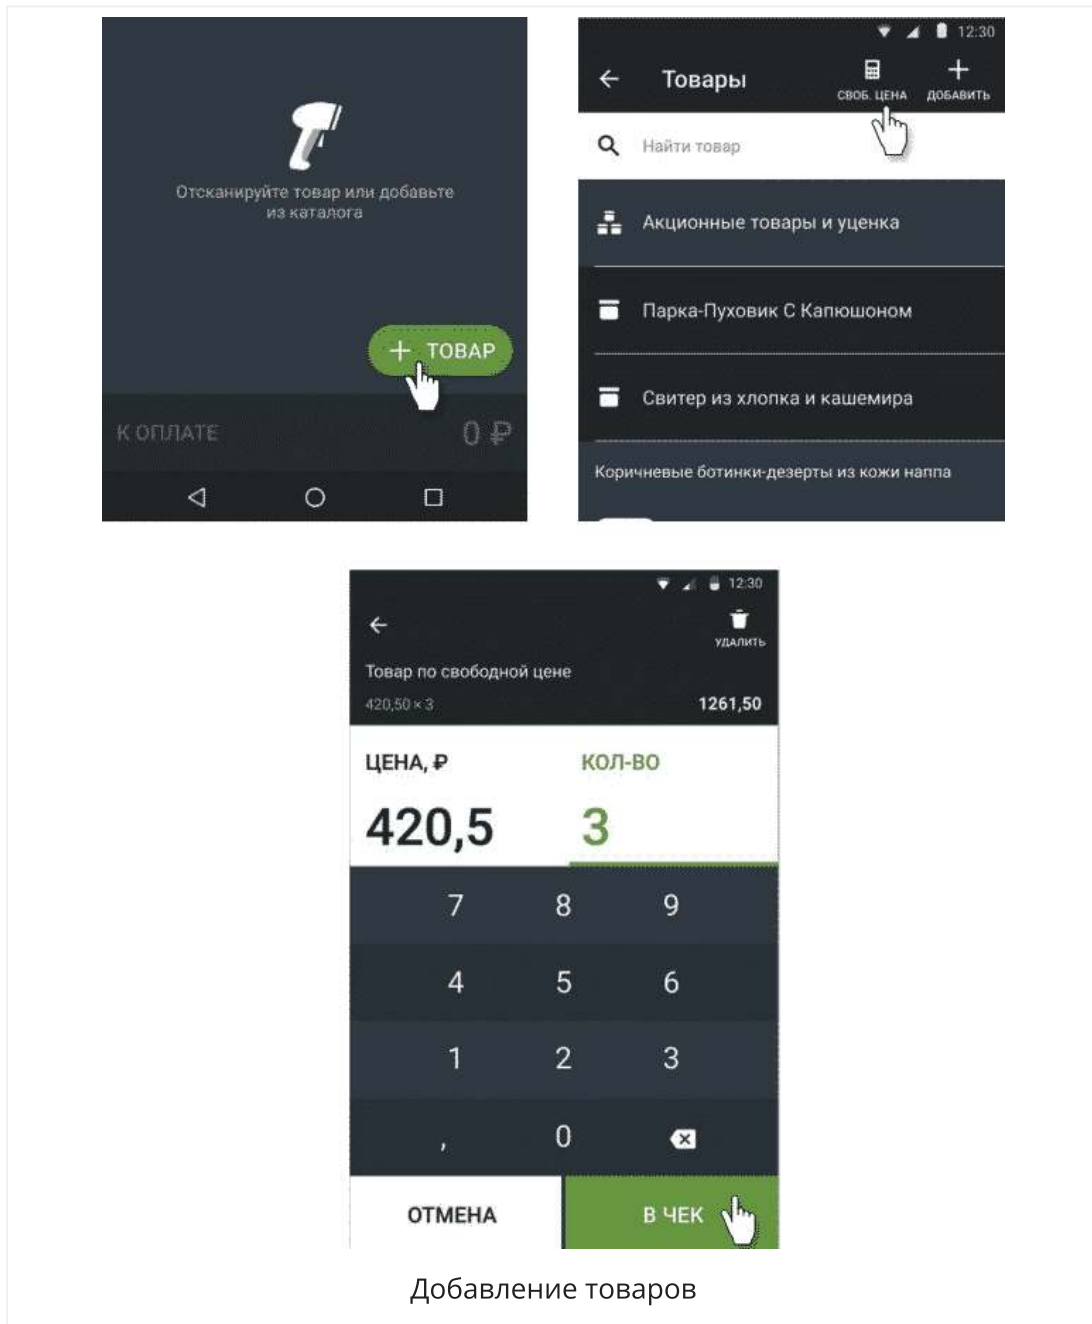 Отсканируйте товар или добавьте
из каталога
+ ТОВАР
К ОПЛАТЕ 0 ₽
12:30
Товары
СВОБ. ЦЕНА ДОБАВИТЬ
Найти товар
Акционные товары и уценка
Парка-Пуховик С Капюшоном
Свитер из хлопка и кашемира
Коричневые ботинки-дезерты из кожи наппа
12:30
УДАЛИТЬ
Товар по свободной цене
420,50 × 3 1261,50
ЦЕНА, ₽ КОЛ-ВО
420,5 3
7 8 9
4 5 6
1 2 3
, 0
ОТМЕНА В ЧЕК
Добавление товаров